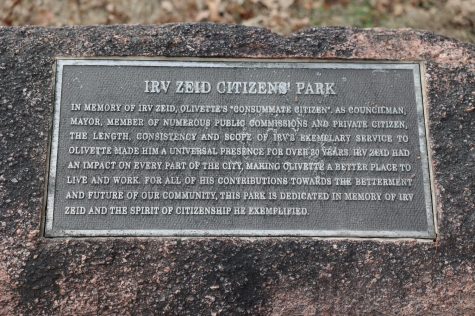 IRV ZEID CITIZENS' PARK
IN MEMORY OF IRV ZEID, OLIVETTE'S "CONSUMMATE CITIZEN". AS COUNCILMAN,
MAYOR, MEMBER OF NUMEROUS PUBLIC COMMISSIONS AND PRIVATE CITIZEN,
THE LENGTH, CONSISTENCY AND SCOPE OF IRV'S EXEMPLARY SERVICE TO
OLIVETTE MADE HIM A UNIVERSAL PRESENCE FOR OVER 30 YEARS. IRV ZEID HAD
AN IMPACT ON EVERY PART OF THE CITY, MAKING OLIVETTE A BETTER PLACE TO
LIVE AND WORK. FOR ALL OF HIS CONTRIBUTIONS TOWARDS THE BETTERMENT
AND FUTURE OF OUR COMMUNITY, THIS PARK IS DEDICATED IN MEMORY OF IRV
ZEID AND THE SPIRIT OF CITIZENSHIP HE EXEMPLIFIED.